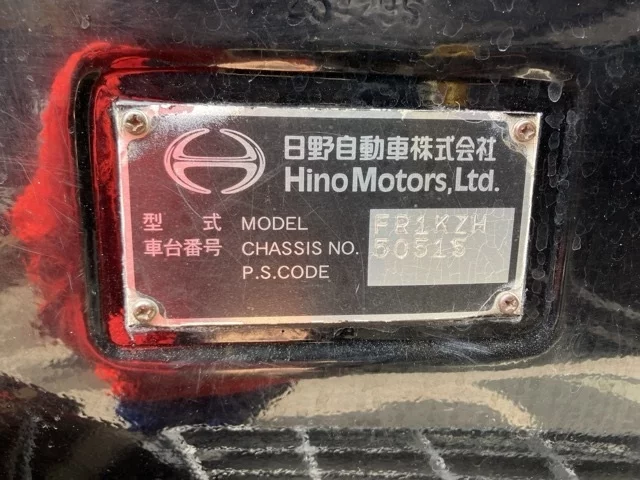 日野自動車株式会社
Hino Motors, Ltd.
型 式 MODEL FR1KZH
車台番号 CHASSIS NO. 50515
P.S.CODE